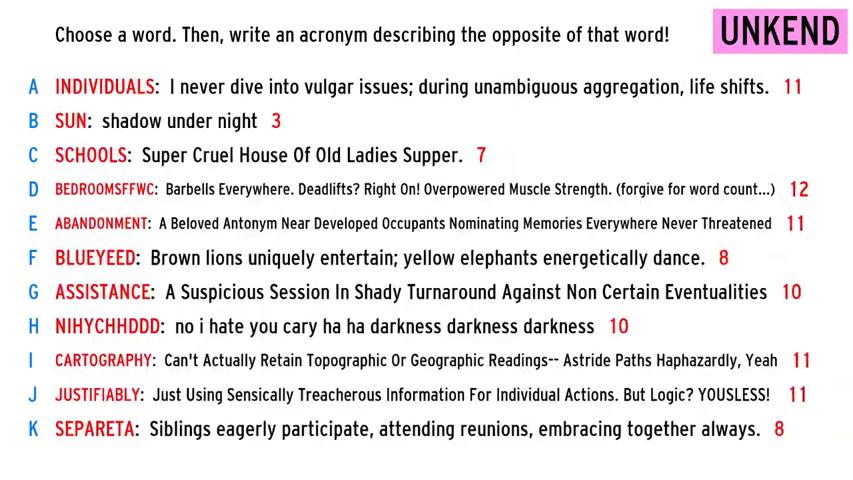 Choose a word. Then, write an acronym describing the opposite of that word!
UNKEND
A INDIVIDUALS: I never dive into vulgar issues; during unambiguous aggregation, life shifts. 11
B SUN: shadow under night 3
C SCHOOLS: Super Cruel House Of Old Ladies Supper. 7
D BEDROOMSFFWC: Barbells Everywhere. Deadlifts? Right On! Overpowered Muscle Strength. (forgive for word count...) 12
E ABANDONMENT: A Beloved Antonym Near Developed Occupants Nominating Memories Everywhere Never Threatened 11
F BLUEYEED: Brown lions uniquely entertain; yellow elephants energetically dance. 8
G ASSISTANCE: A Suspicious Session In Shady Turnaround Against Non Certain Eventualities 10
H NIHYCHHDDD: no i hate you cary ha ha darkness darkness darkness 10
I CARTOGRAPHY: Can't Actually Retain Topographic Or Geographic Readings-- Astride Paths Haphazardly, Yeah 11
J JUSTIFIABLY: Just Using Sensically Treacherous Information For Individual Actions. But Logic? YOUSLESS! 11
K SEPARETA: Siblings eagerly participate, attending reunions, embracing together always. 8